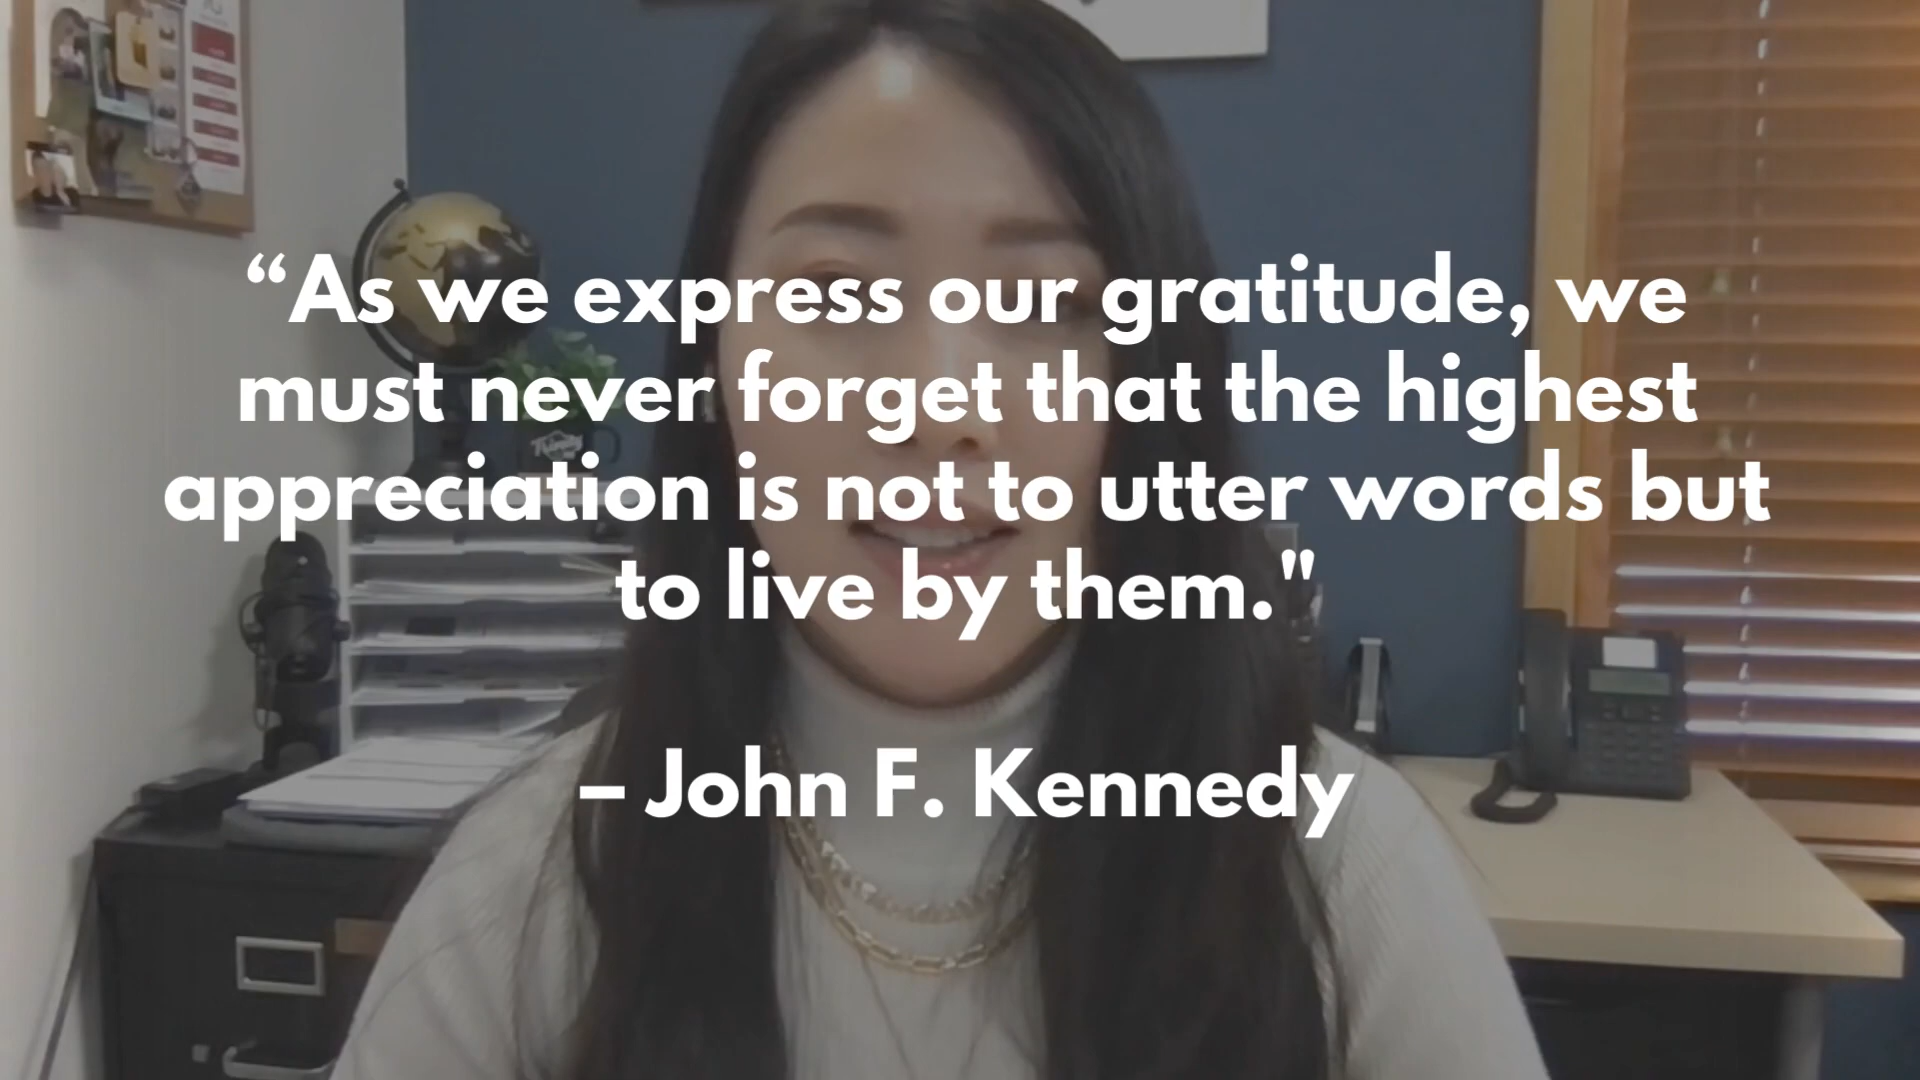 “As we express our gratitude, we
must never forget that the highest
appreciation is not to utter words but
to live by them."
– John F. Kennedy
Trinity